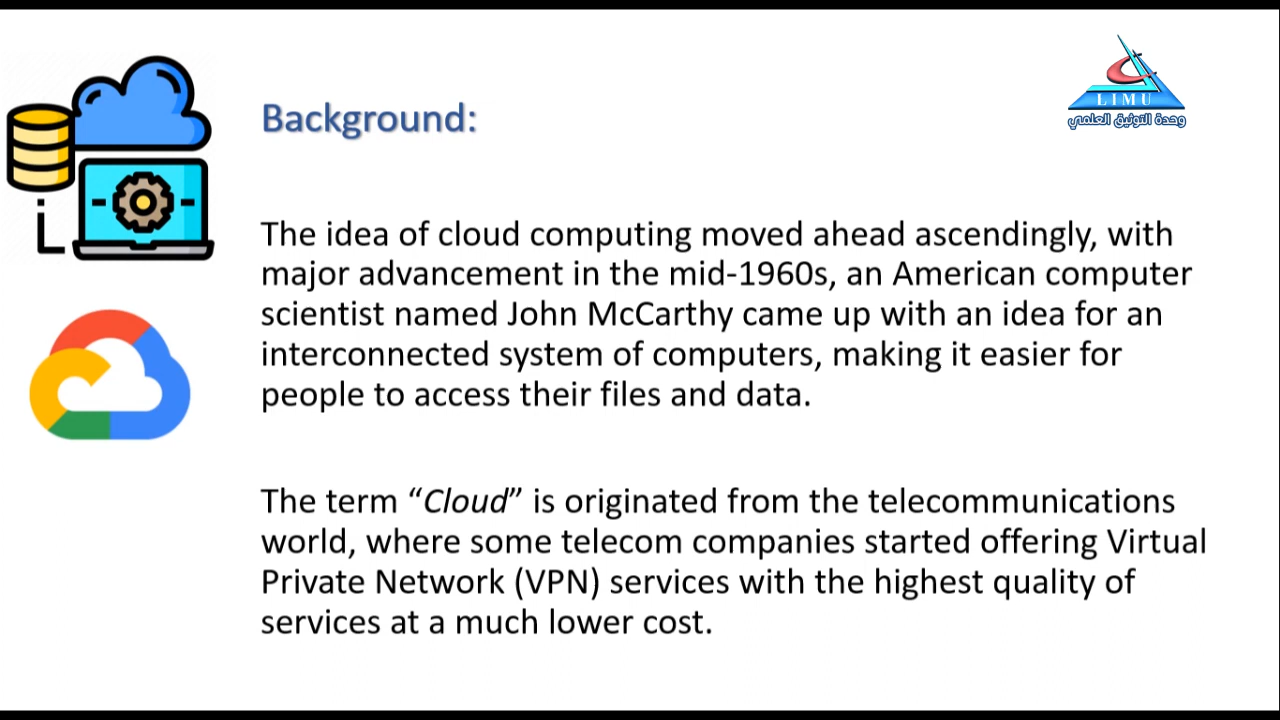 LIMU
وحدة التوثيق العلمي
Background:
The idea of cloud computing moved ahead ascendingly, with
major advancement in the mid-1960s, an American computer
scientist named John McCarthy came up with an idea for an
interconnected system of computers, making it easier for
people to access their files and data.
The term “Cloud” is originated from the telecommunications
world, where some telecom companies started offering Virtual
Private Network (VPN) services with the highest quality of
services at a much lower cost.